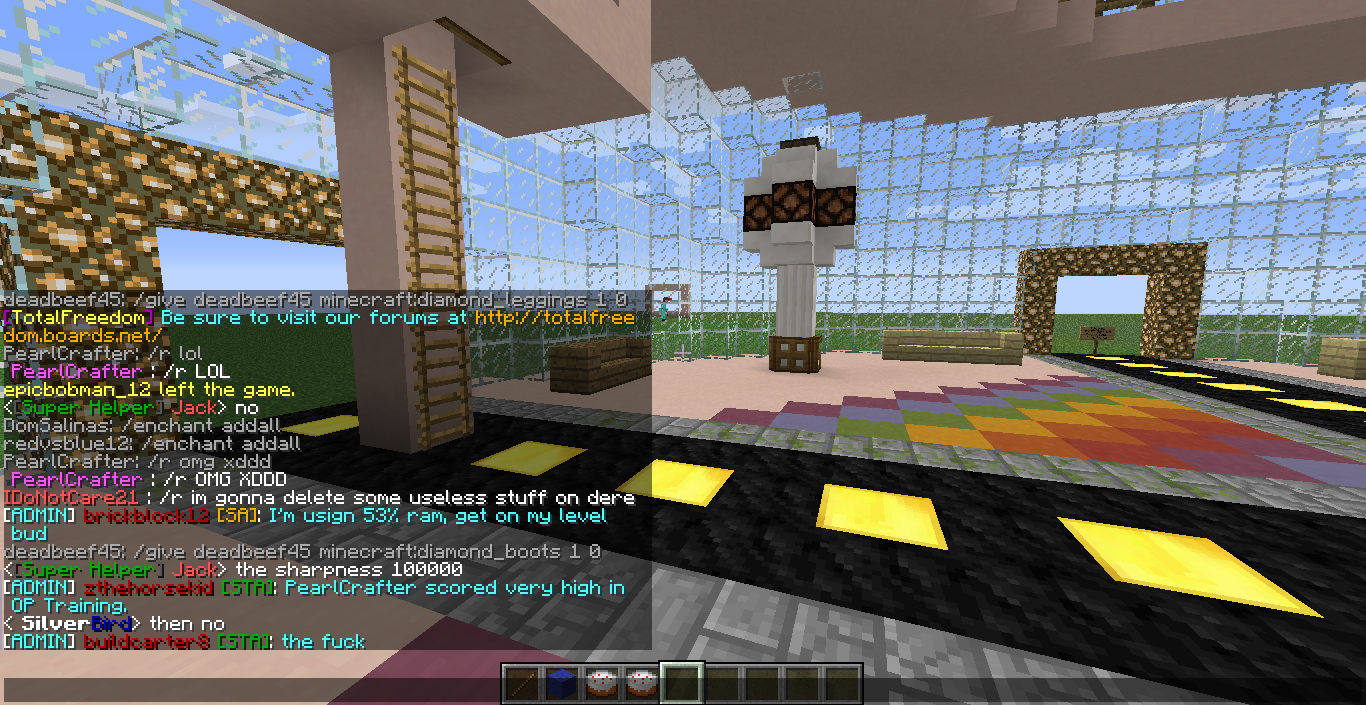 deadbeef45: /give deadbeef45 minecraft:diamond_leggings 1 0
[TotalFreedom] Be sure to visit our forums at http://totalfree
dom.boards.net/
PearlCrafter: /r lol
PearlCrafter : /r LOL
epicbobman_12 left the game.
<[Super Helper] Jack> no
DomSalinas: /enchant addall
redvsblue12: /enchant addall
PearlCrafter: /r omg xddd
PearlCrafter : /r OMG XDDD
IDoNotCare21 : /r im gonna delete some useless stuff on dere
[ADMIN] brickblock12 [SA]: I'm usign 53% ram, get on my level
bud
deadbeef45: /give deadbeef45 minecraft:diamond_boots 1 0
<[Super Helper] Jack> the sharpness 100000
[ADMIN] zthehorsekid [STA]: PearlCrafter scored very high in
OP Training.
< SilverBird> then no
[ADMIN] buildcarter8 [STA]: the fuck